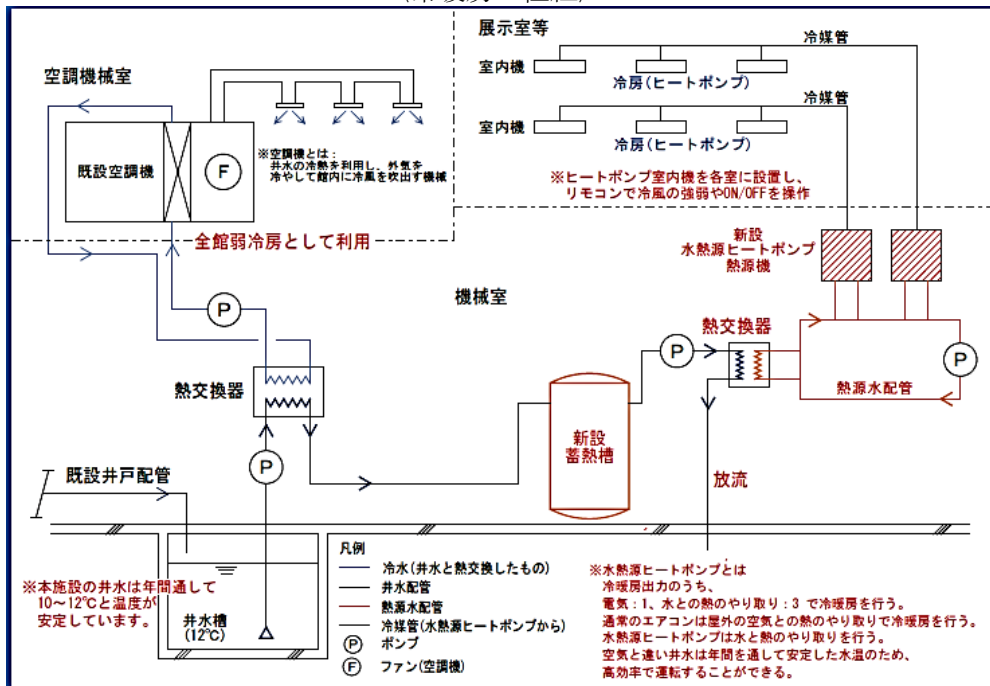 空調機械室
既設空調機
F
※空調機とは：
井水の冷熱を利用し、外気を
冷やして館内に冷風を吹出す機械
全館弱冷房として利用
展示室等
冷媒管
室内機
冷房(ヒートポンプ)
冷媒管
室内機
冷房(ヒートポンプ)
※ヒートポンプ室内機を各室に設置し、
リモコンで冷風の強弱やON/OFFを操作
新設
水熱源ヒートポンプ
熱源機
機械室
P
熱交換器
P
熱交換器
P
熱源水配管
新設
蓄熱槽
P
放流
既設井戸配管
※本施設の井水は年間通して
10～12℃と温度が
安定しています。
井水槽
(12℃)
凡例
冷水(井水と熱交換したもの)
井水配管
熱源水配管
冷媒管(水熱源ヒートポンプから)
P ポンプ
F ファン(空調機)
※水熱源ヒートポンプとは
冷暖房出力のうち、
電気：1、水との熱のやり取り：3 で冷暖房を行う。
通常のエアコンは屋外の空気との熱のやり取りで冷暖房を行う。
水熱源ヒートポンプは水と熱のやり取りを行う。
空気と違い井水は年間を通して安定した水温のため、
高効率で運転することができる。